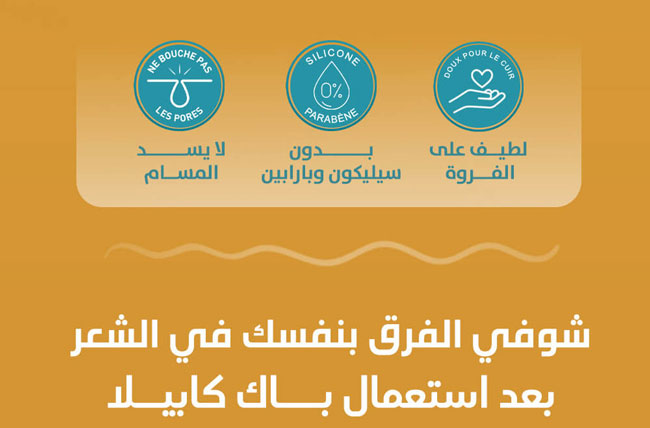 DOUX POUR LE CUIR
لطيف على
الفروة
SILICONE
0%
PARABÈNE
بدون
سيليكون وبارابين
NE BOUCHE PAS
LES PORES
لا يسد
المسام
شوفي الفرق بنفسك في الشعر
بعد استعمال باك كابيلا